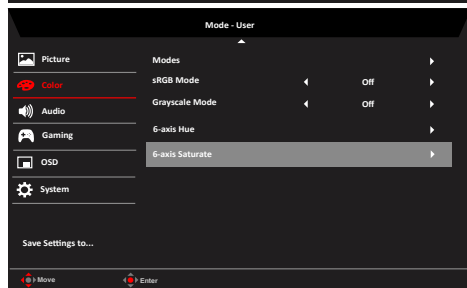 Mode - User
Picture
Color
Audio
Gaming
OSD
System
Save Settings to...
Modes
sRGB Mode Off
Grayscale Mode Off
6-axis Hue
6-axis Saturate
Move Enter